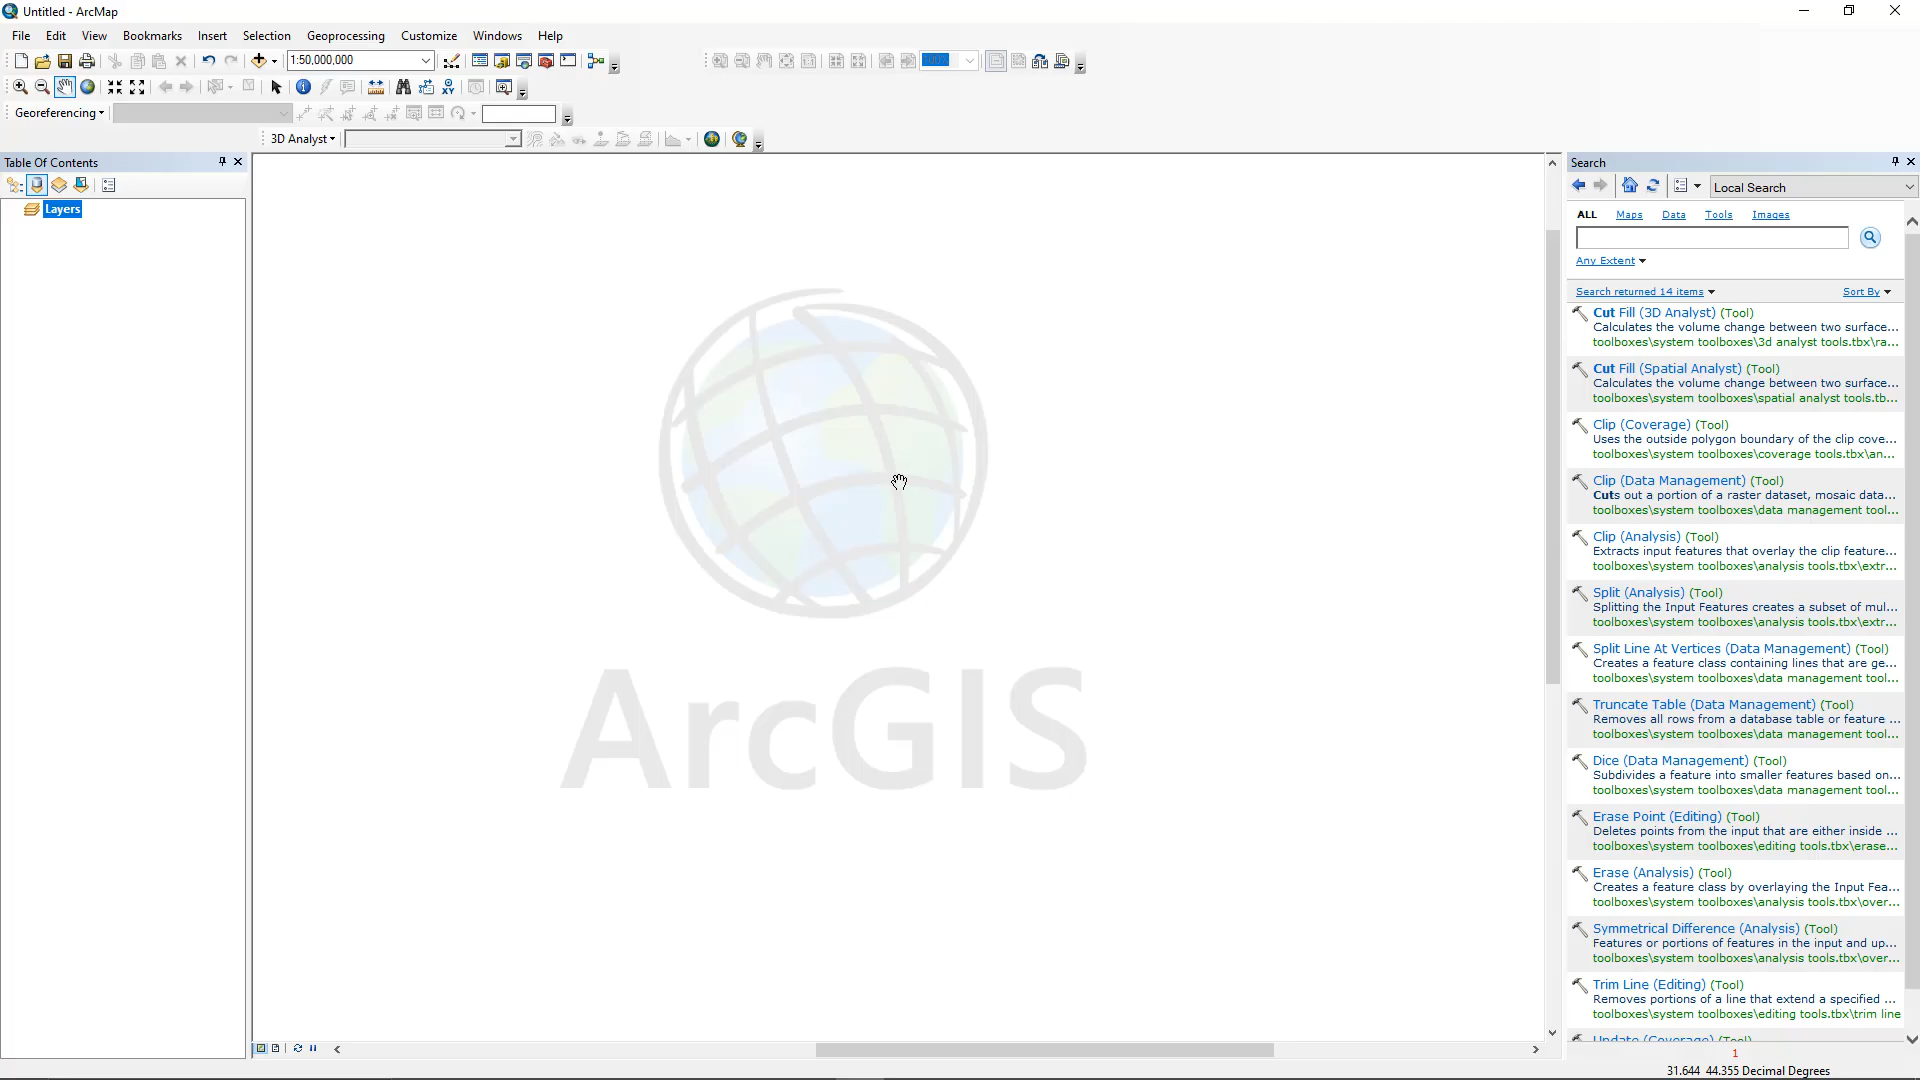 Untitled - ArcMap
File Edit View Bookmarks Insert Selection Geoprocessing Customize Windows Help
1:50,000,000
Georeferencing
3D Analyst
Table Of Contents
Layers
ArcGIS
Search
Local Search
ALL Maps Data Tools Images
Any Extent
Search returned 14 items Sort By
Cut Fill (3D Analyst) (Tool)
Calculates the volume change between two surface...
toolboxes\system toolboxes\3d analyst tools.tbx\ra...
Cut Fill (Spatial Analyst) (Tool)
Calculates the volume change between two surface...
toolboxes\system toolboxes\spatial analyst tools.tb...
Clip (Coverage) (Tool)
Uses the outside polygon boundary of the clip cove...
toolboxes\system toolboxes\coverage tools.tbx\an...
Clip (Data Management) (Tool)
Cuts out a portion of a raster dataset, mosaic data...
toolboxes\system toolboxes\data management tool...
Clip (Analysis) (Tool)
Extracts input features that overlay the clip feature...
toolboxes\system toolboxes\analysis tools.tbx\extr...
Split (Analysis) (Tool)
Splitting the Input Features creates a subset of mul...
toolboxes\system toolboxes\analysis tools.tbx\extr...
Split Line At Vertices (Data Management) (Tool)
Creates a feature class containing lines that are ge...
toolboxes\system toolboxes\data management tool...
Truncate Table (Data Management) (Tool)
Removes all rows from a database table or feature ...
toolboxes\system toolboxes\data management tool...
Dice (Data Management) (Tool)
Subdivides a feature into smaller features based on...
toolboxes\system toolboxes\data management tool...
Erase Point (Editing) (Tool)
Deletes points from the input that are either inside ...
toolboxes\system toolboxes\editing tools.tbx\erase...
Erase (Analysis) (Tool)
Creates a feature class by overlaying the Input Fea...
toolboxes\system toolboxes\analysis tools.tbx\over...
Symmetrical Difference (Analysis) (Tool)
Features or portions of features in the input and up...
toolboxes\system toolboxes\analysis tools.tbx\over...
Trim Line (Editing) (Tool)
Removes portions of a line that extend a specified ...
toolboxes\system toolboxes\editing tools.tbx\trim line
Update (Coverage) (Tool)
1
31.644 44.355 Decimal Degrees